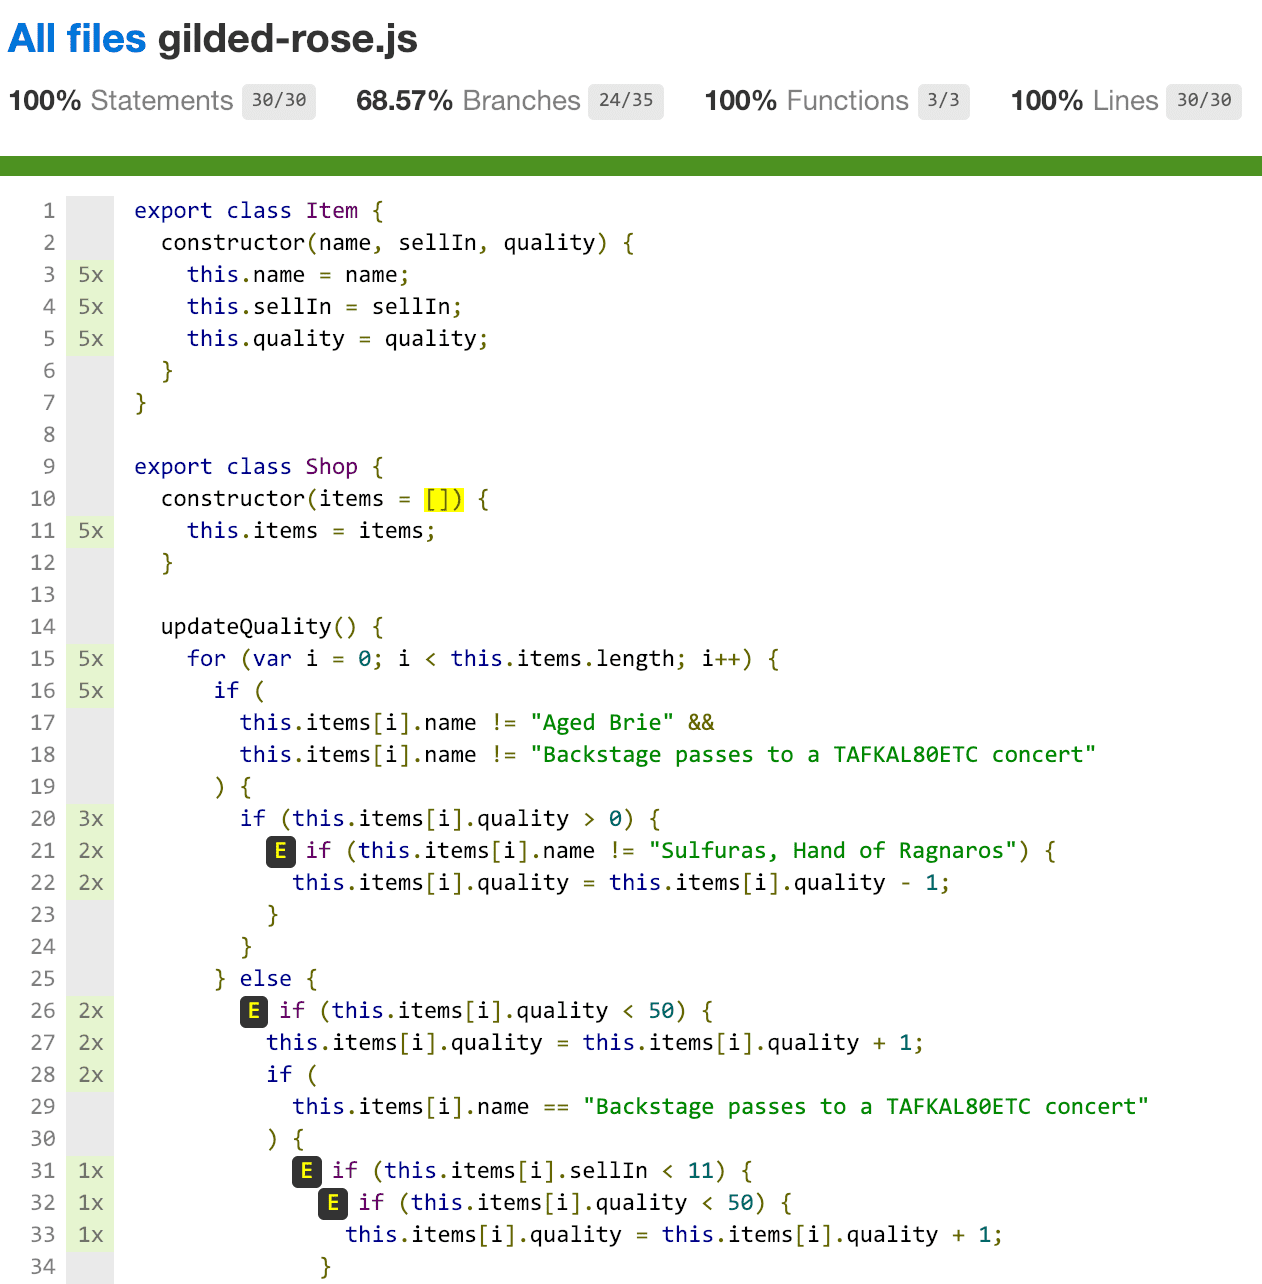 All files gilded-rose.js
100% Statements 30/30 68.57% Branches 24/35 100% Functions 3/3 100% Lines 30/30
1 export class Item {
2 constructor(name, sellIn, quality) {
3 5x this.name = name;
4 5x this.sellIn = sellIn;
5 5x this.quality = quality;
6 }
7 }
8
9 export class Shop {
10 constructor(items = []) {
11 5x this.items = items;
12 }
13
14 updateQuality() {
15 5x for (var i = 0; i < this.items.length; i++) {
16 5x if (
17 this.items[i].name != "Aged Brie" &&
18 this.items[i].name != "Backstage passes to a TAFKAL80ETC concert"
19 ) {
20 3x if (this.items[i].quality > 0) {
21 2x E if (this.items[i].name != "Sulfuras, Hand of Ragnaros") {
22 2x this.items[i].quality = this.items[i].quality - 1;
23 }
24 }
25 } else {
26 2x E if (this.items[i].quality < 50) {
27 2x this.items[i].quality = this.items[i].quality + 1;
28 2x if (
29 this.items[i].name == "Backstage passes to a TAFKAL80ETC concert"
30 ) {
31 1x E if (this.items[i].sellIn < 11) {
32 1x E if (this.items[i].quality < 50) {
33 1x this.items[i].quality = this.items[i].quality + 1;
34 }